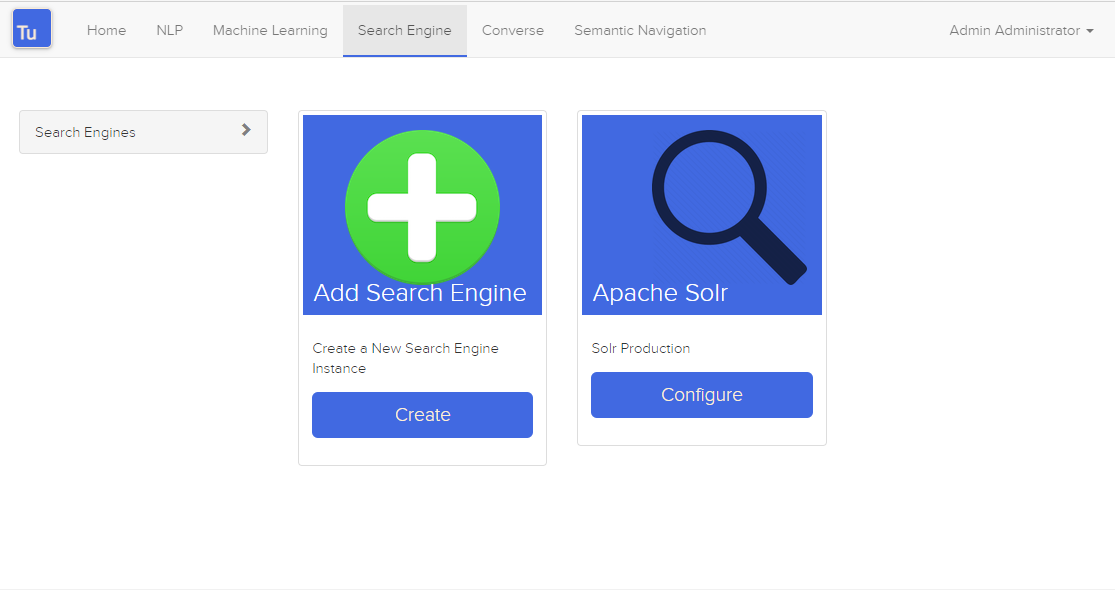 Tu
Home
NLP
Machine Learning
Search Engine
Converse
Semantic Navigation
Admin Administrator
Search Engines
Add Search Engine
Create a New Search Engine
Instance
Create
Apache Solr
Solr Production
Configure